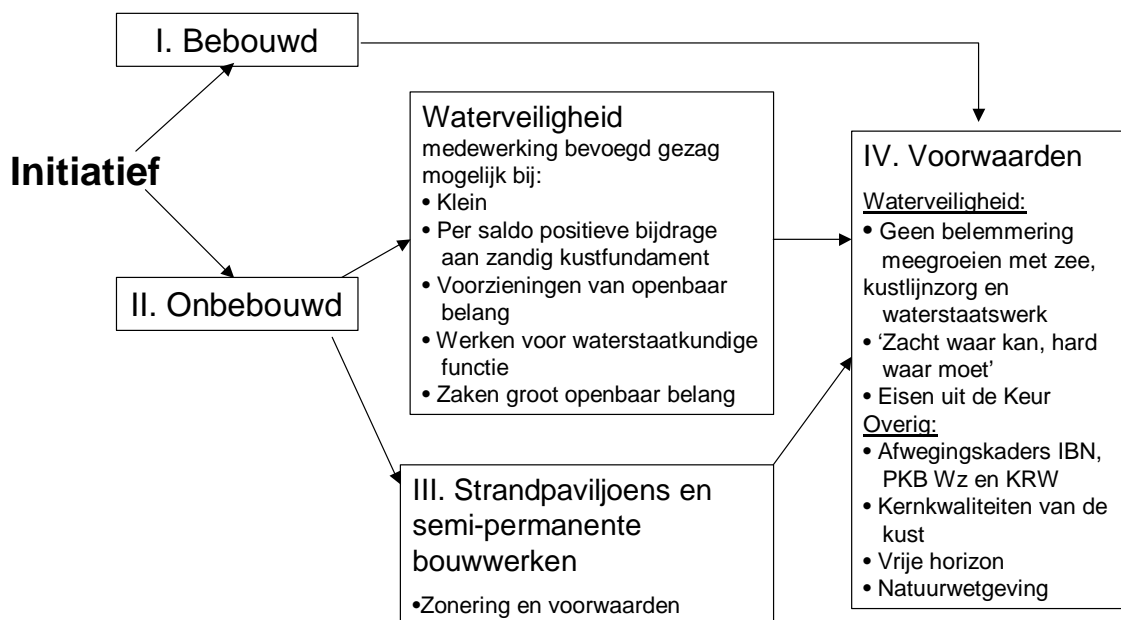 I. Bebouwd
Initiatief
II. Onbebouwd
Waterveiligheid
medewerking bevoegd gezag
mogelijk bij:
• Klein
• Per saldo positieve bijdrage
aan zandig kustfundament
• Voorzieningen van openbaar
belang
• Werken voor waterstaatkundige
functie
• Zaken groot openbaar belang
III. Strandpaviljoens en
semi-permanente
bouwwerken
•Zonering en voorwaarden
IV. Voorwaarden
Waterveiligheid:
• Geen belemmering
meegroeien met zee,
kustlijnzorg en
waterstaatswerk
• ‘Zacht waar kan, hard
waar moet’
• Eisen uit de Keur
Overig:
• Afwegingskaders IBN,
PKB Wz en KRW
• Kernkwaliteiten van de
kust
• Vrije horizon
• Natuurwetgeving